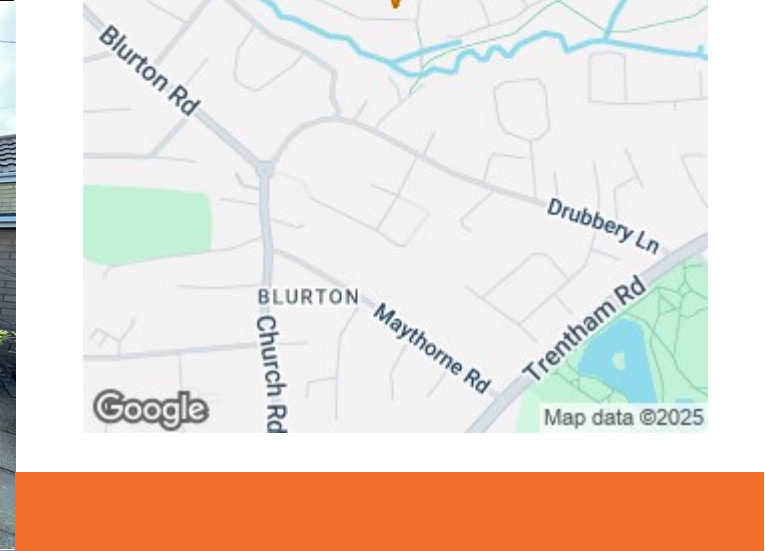 Blurton Rd
Drubbery Ln
Trentham Rd
BLURTON
Maythorne Rd
Church Rd
Google
Map data ©2025